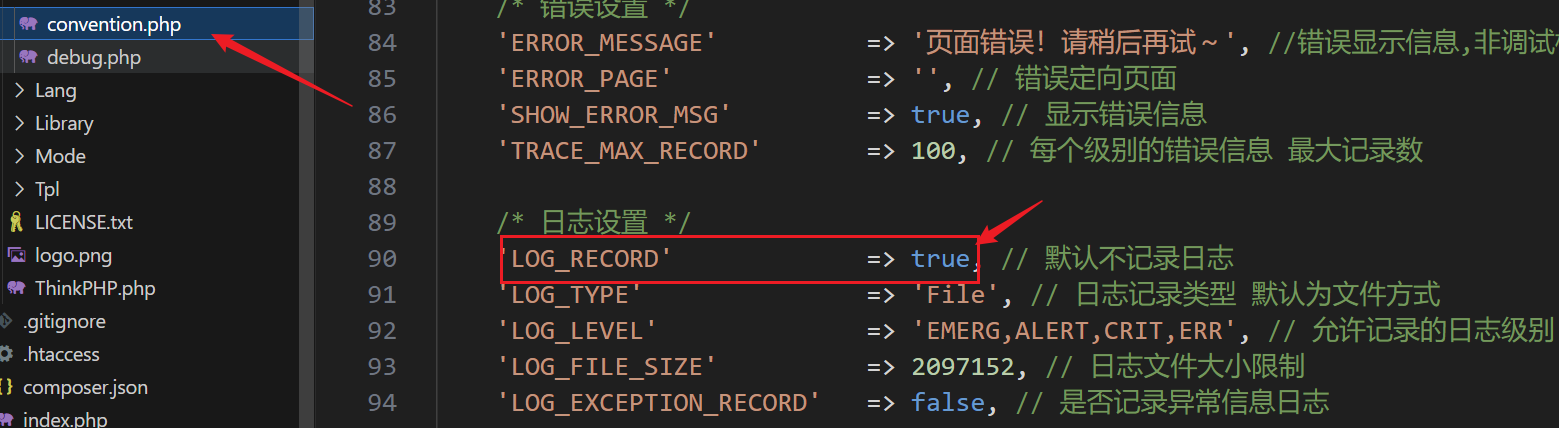 convention.php
debug.php
Lang
Library
Mode
Tpl
LICENSE.txt
logo.png
ThinkPHP.php
.gitignore
.htaccess
composer.json
index.php
83 /* 错误设置 */
84 'ERROR_MESSAGE' => '页面错误！请稍后再试～', //错误显示信息,非调试
85 'ERROR_PAGE' => '', // 错误定向页面
86 'SHOW_ERROR_MSG' => true, // 显示错误信息
87 'TRACE_MAX_RECORD' => 100, // 每个级别的错误信息 最大记录数
88
89 /* 日志设置 */
90 'LOG_RECORD' => true, // 默认不记录日志
91 'LOG_TYPE' => 'File', // 日志记录类型 默认为文件方式
92 'LOG_LEVEL' => 'EMERG,ALERT,CRIT,ERR', // 允许记录的日志级别
93 'LOG_FILE_SIZE' => 2097152, // 日志文件大小限制
94 'LOG_EXCEPTION_RECORD' => false, // 是否记录异常信息日志